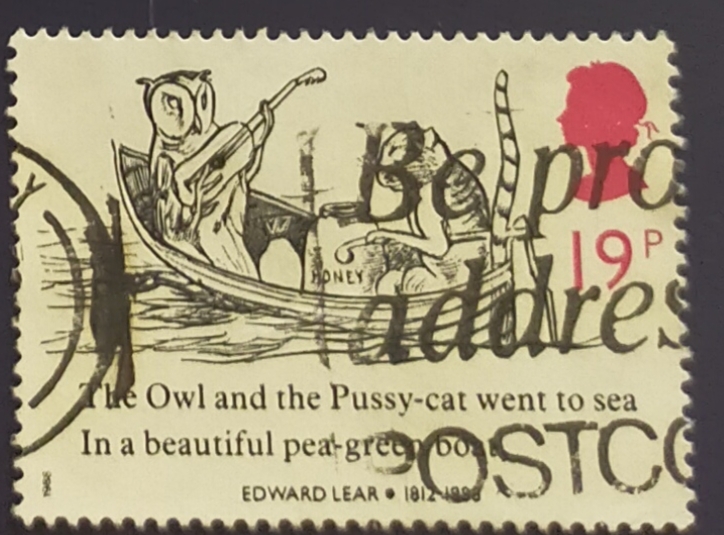 Be pro
19P
addres
HONEY
The Owl and the Pussy-cat went to sea
In a beautiful pea-green boat
POSTCO
EDWARD LEAR • 1812-1888
1988
Y